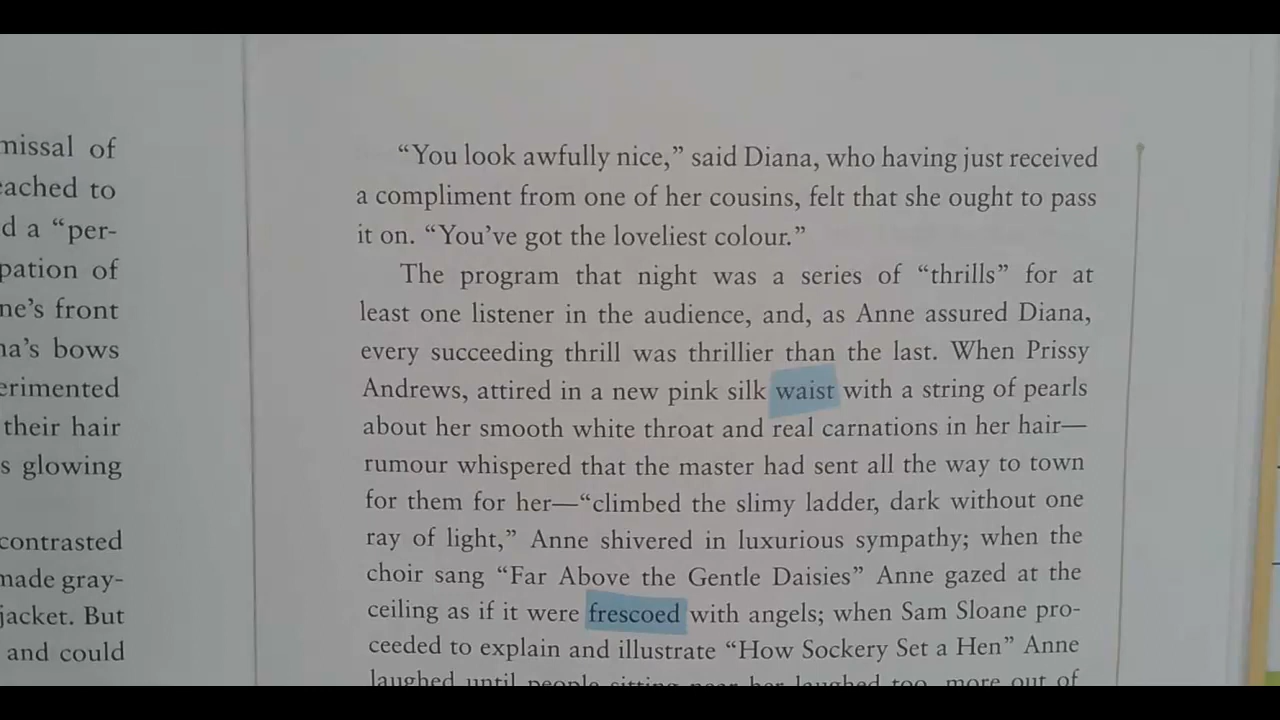 missal of
ached to
d a “per-
pation of
ne’s front
na’s bows
erimented
their hair
s glowing
contrasted
made gray-
jacket. But
and could
“You look awfully nice,” said Diana, who having just received
a compliment from one of her cousins, felt that she ought to pass
it on. “You’ve got the loveliest colour.”
The program that night was a series of “thrills” for at
least one listener in the audience, and, as Anne assured Diana,
every succeeding thrill was thrillier than the last. When Prissy
Andrews, attired in a new pink silk waist with a string of pearls
about her smooth white throat and real carnations in her hair—
rumour whispered that the master had sent all the way to town
for them for her—“climbed the slimy ladder, dark without one
ray of light,” Anne shivered in luxurious sympathy; when the
choir sang “Far Above the Gentle Daisies” Anne gazed at the
ceiling as if it were frescoed with angels; when Sam Sloane pro-
ceeded to explain and illustrate “How Sockery Set a Hen” Anne
laughed until people sitting near her laughed too, more out of